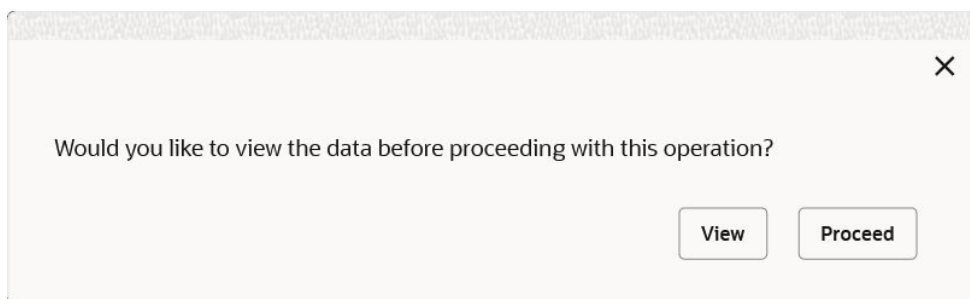 Would you like to view the data before proceeding with this operation?
View Proceed